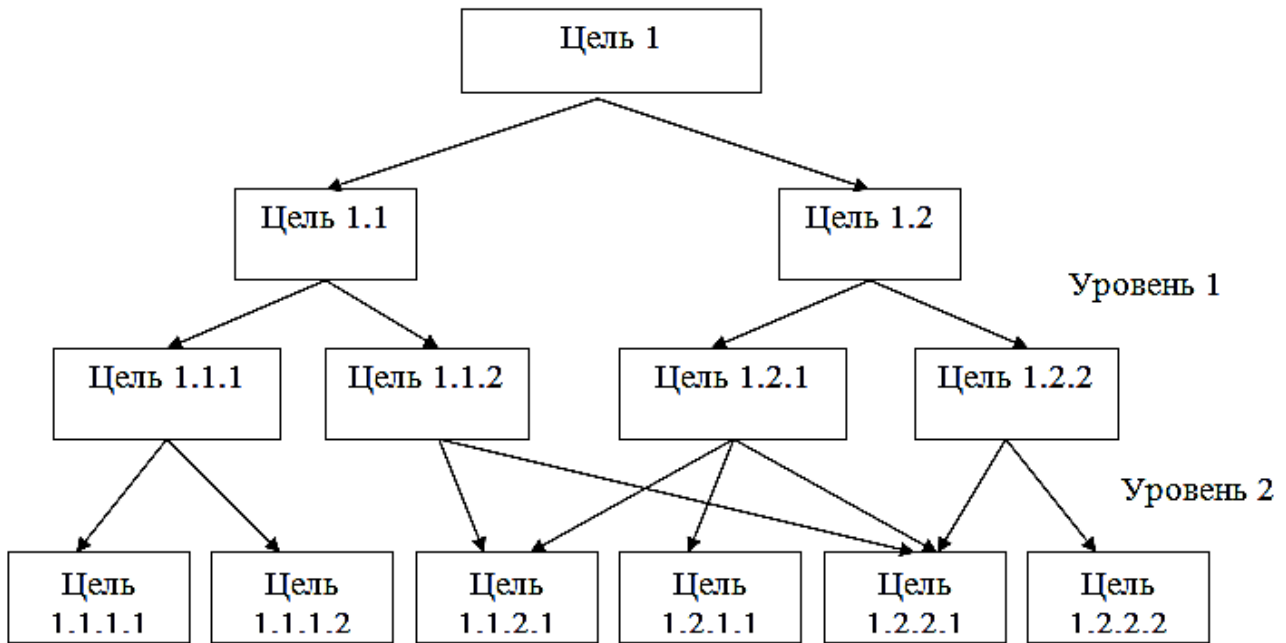 Цель 1
Цель 1.1
Цель 1.2
Уровень 1
Цель 1.1.1
Цель 1.1.2
Цель 1.2.1
Цель 1.2.2
Уровень 2
Цель
1.1.1.1
Цель
1.1.1.2
Цель
1.1.2.1
Цель
1.2.1.1
Цель
1.2.2.1
Цель
1.2.2.2